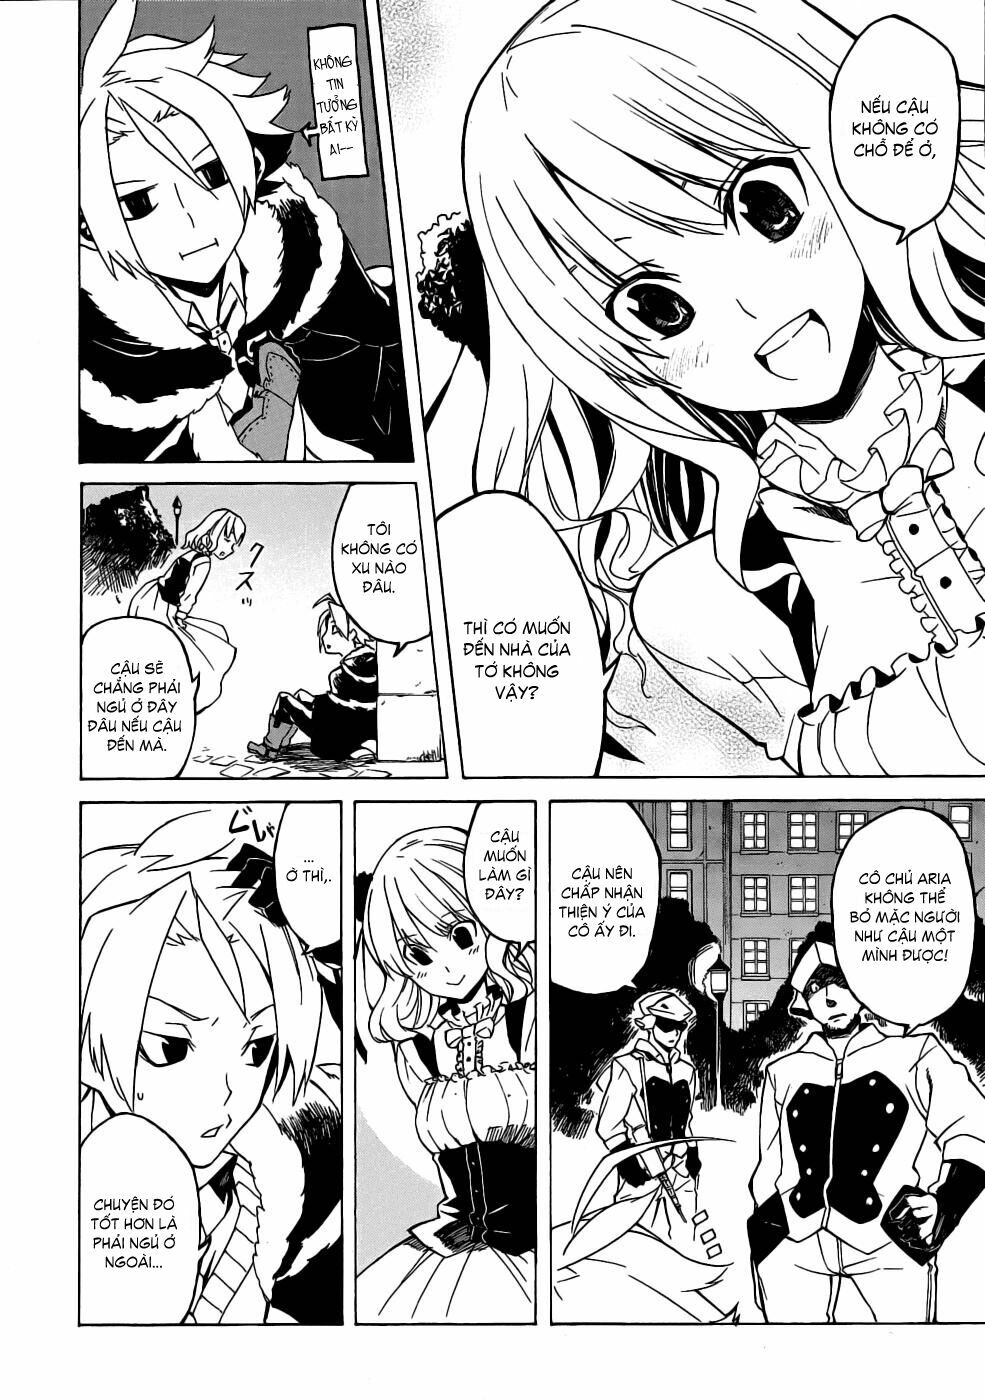 NẾU CẬU
KHÔNG CÓ
CHỖ ĐỂ Ở,
THÌ CÓ MUỐN
ĐẾN NHÀ CỦA
TỚ KHÔNG
VẬY?
KHÔNG
TIN
TƯỞNG
BẤT KỲ
AI--
TÔI
KHÔNG CÓ
XU NÀO
ĐÂU.
クスッ
CẬU SẼ
CHẲNG PHẢI
NGỦ Ở ĐÂY
ĐÂU NẾU CẬU
ĐẾN MÀ.
CÔ CHỦ ARIA
KHÔNG THỂ
BỎ MẶC NGƯỜI
NHƯ CẬU MỘT
MÌNH ĐƯỢC!
CẬU NÊN
CHẤP NHẬN
THIỆN Ý CỦA
CÔ ẤY ĐI.
CẬU
MUỐN
LÀM GÌ
ĐÂY?
...
Ờ THÌ,.
CHUYỆN ĐÓ
TỐT HƠN LÀ
PHẢI NGỦ Ở
NGOÀI...